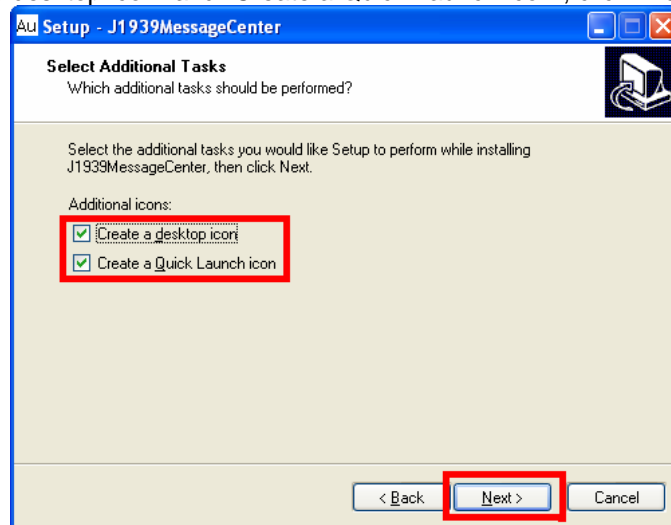 Au Setup - J1939MessageCenter
Select Additional Tasks
Which additional tasks should be performed?
Select the additional tasks you would like Setup to perform while installing
J1939MessageCenter, then click Next.
Additional icons:
Create a desktop icon
Create a Quick Launch icon
< Back Next > Cancel